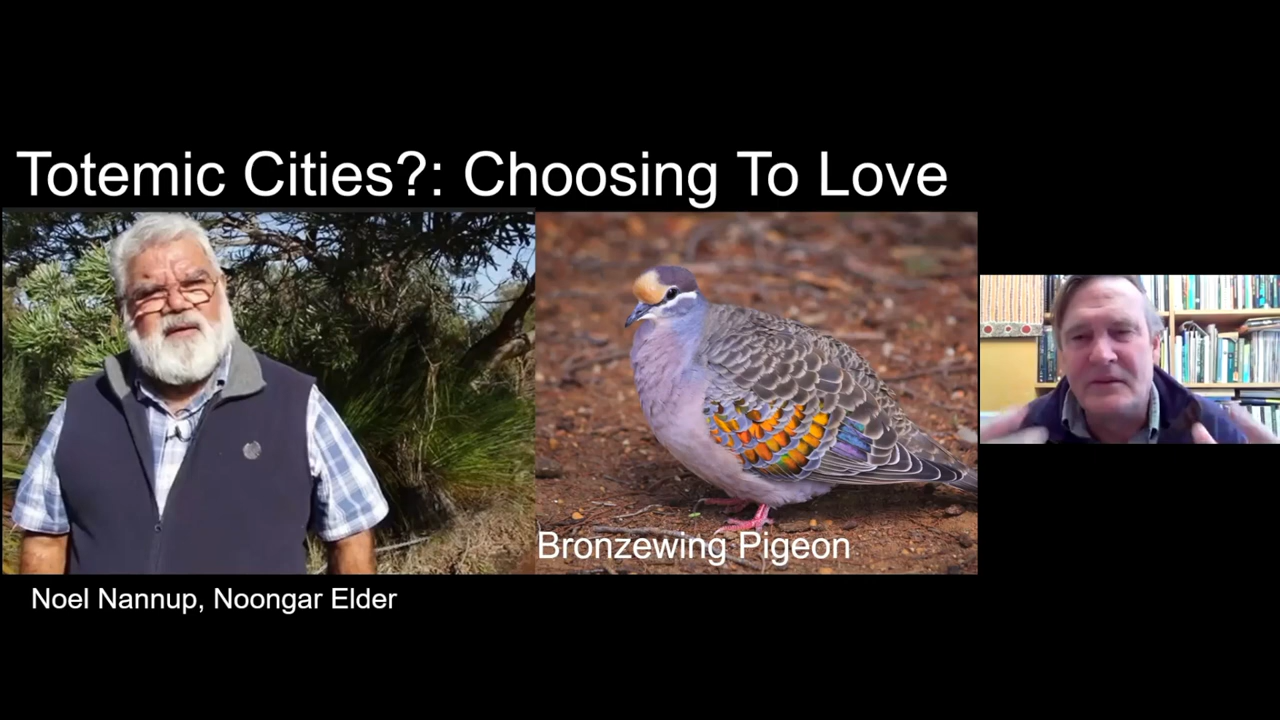 Totemic Cities?: Choosing To Love
Bronzewing Pigeon
Noel Nannup, Noongar Elder